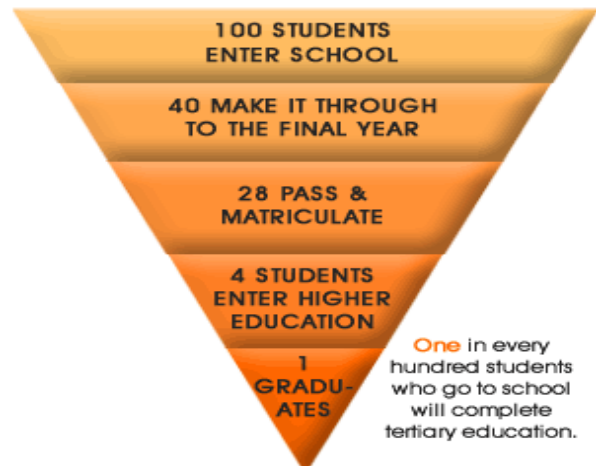 100 STUDENTS
ENTER SCHOOL
40 MAKE IT THROUGH
TO THE FINAL YEAR
28 PASS &
MATRICULATE
4 STUDENTS
ENTER HIGHER
EDUCATION
1
GRADU-
ATES
One in every
hundred students
who go to school
will complete
tertiary education.